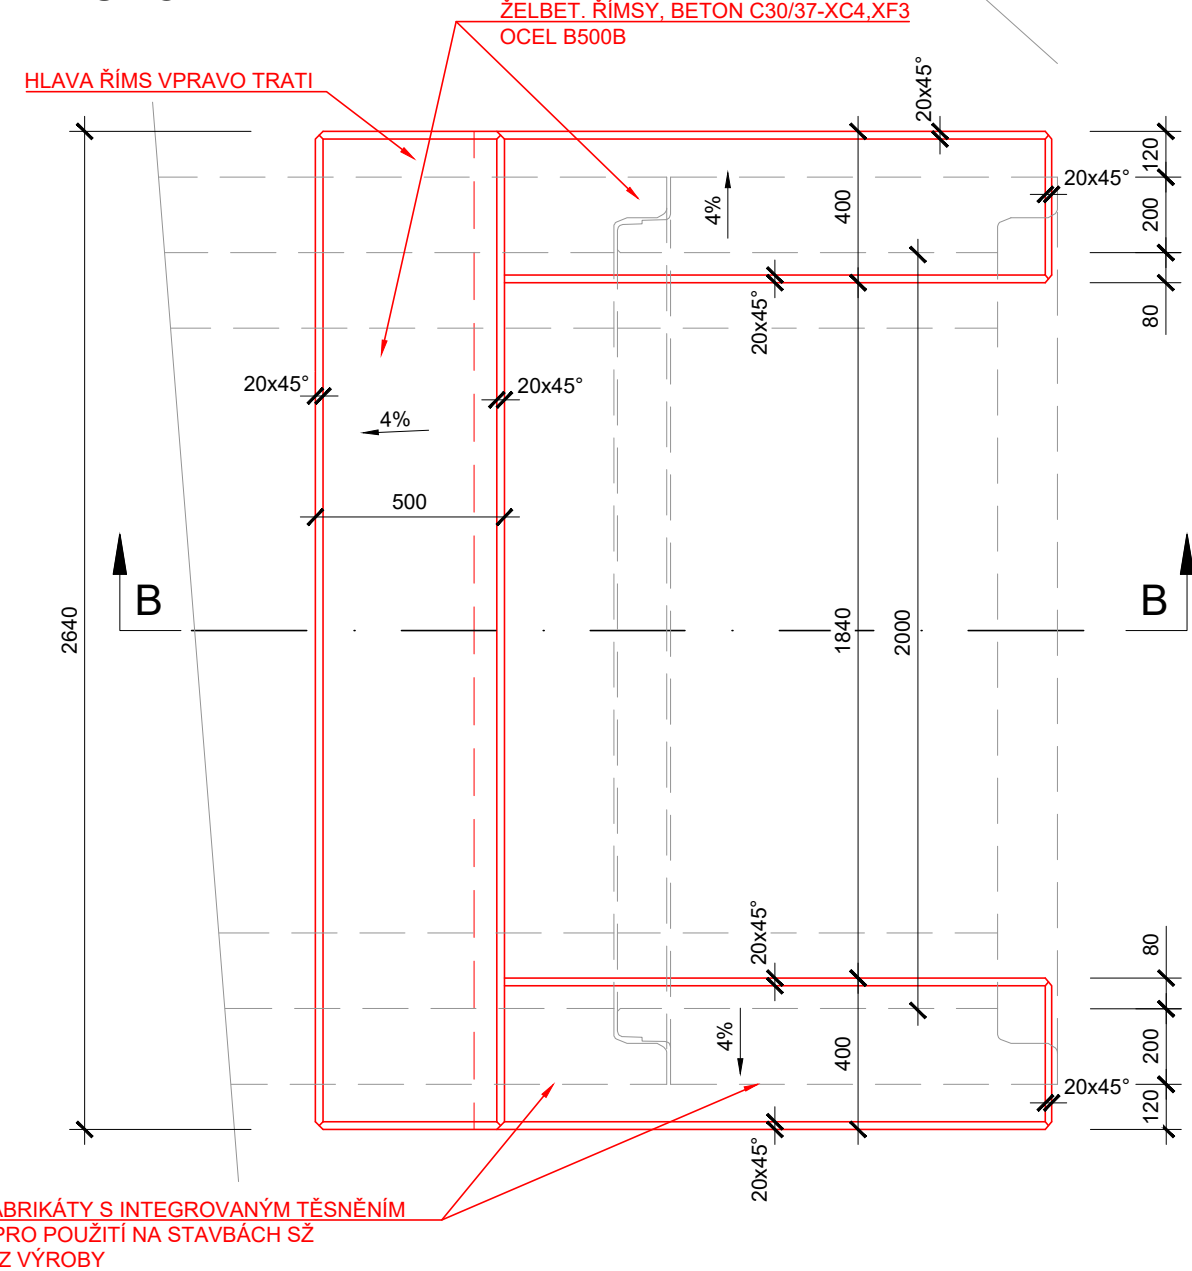 ŽELBET. ŘÍMSY, BETON C30/37-XC4,XF3
OCEL B500B
HLAVA ŘÍMS VPRAVO TRATI
20x45°
120
20x45°
4%
400
200
20x45°
80
20x45°
20x45°
4%
500
B
B
2640
1840
2000
20x45°
80
4%
400
200
20x45°
120
20x45°
ABRIKÁTY S INTEGROVANÝM TĚSNĚNÍM
PRO POUŽITÍ NA STAVBÁCH SŽ
Z VÝROBY